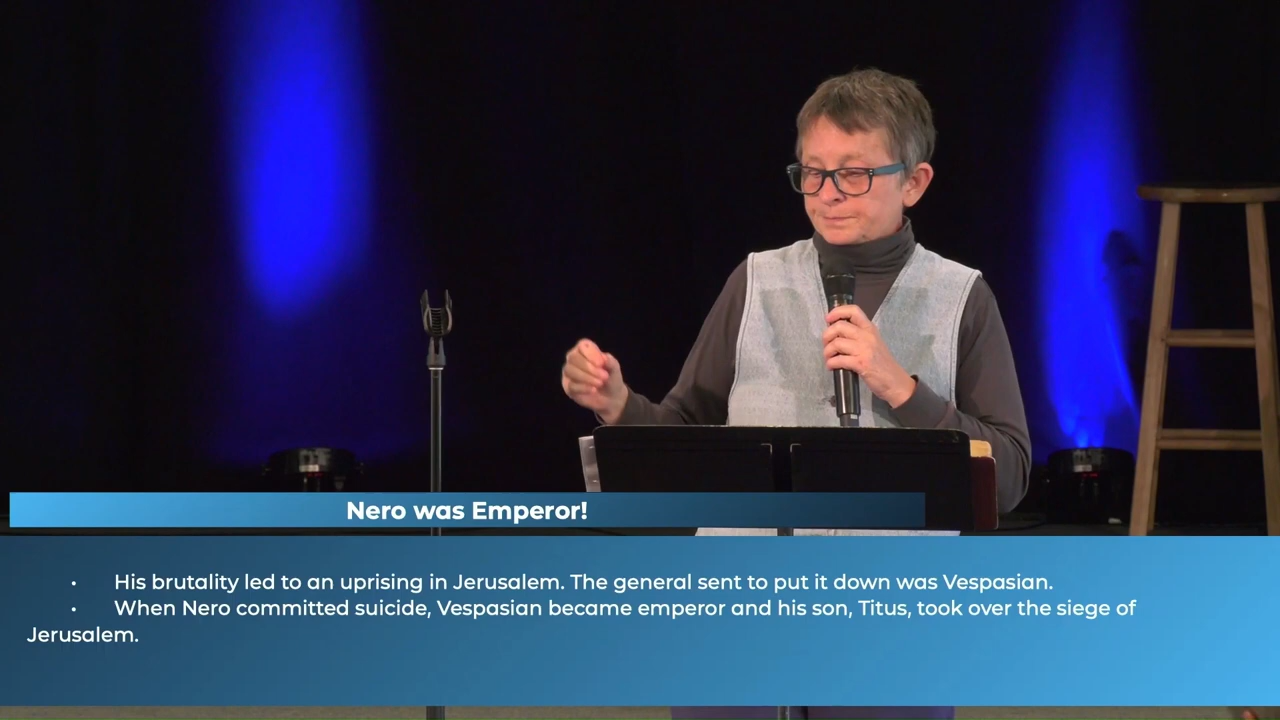 Nero was Emperor!
• His brutality led to an uprising in Jerusalem. The general sent to put it down was Vespasian.
• When Nero committed suicide, Vespasian became emperor and his son, Titus, took over the siege of
Jerusalem.